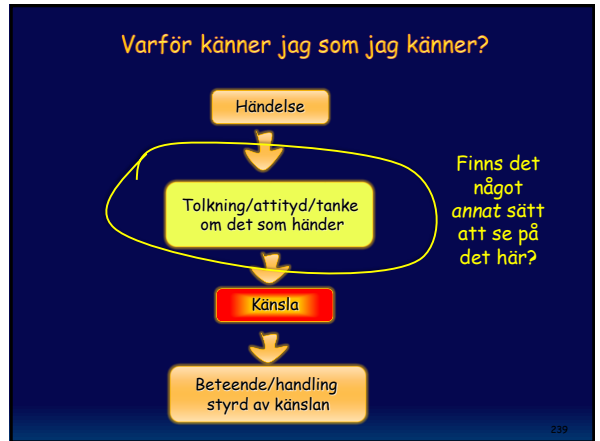 Varför känner jag som jag känner?
Händelse
Tolkning/attityd/tanke
om det som händer
Finns det
något
annat sätt
att se på
det här?
Känsla
Beteende/handling
styrd av känslan
239